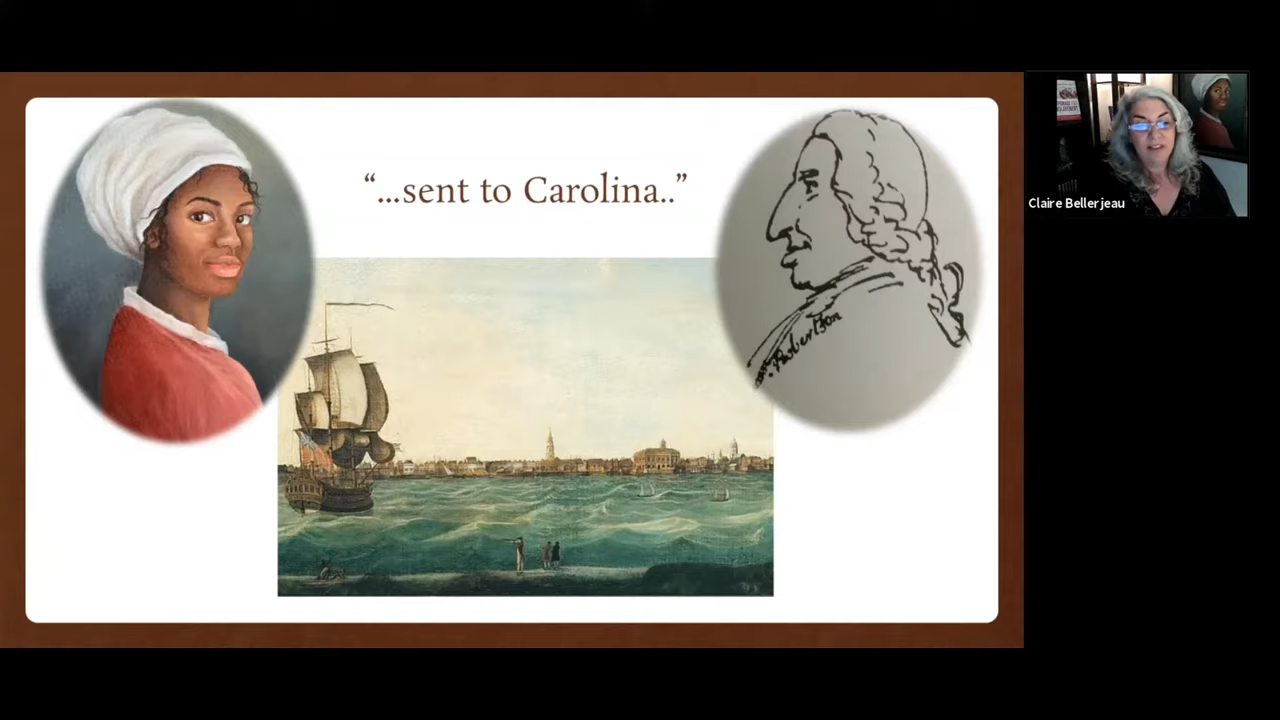 “...sent to Carolina..”
Robertson
Claire Bellerjeau